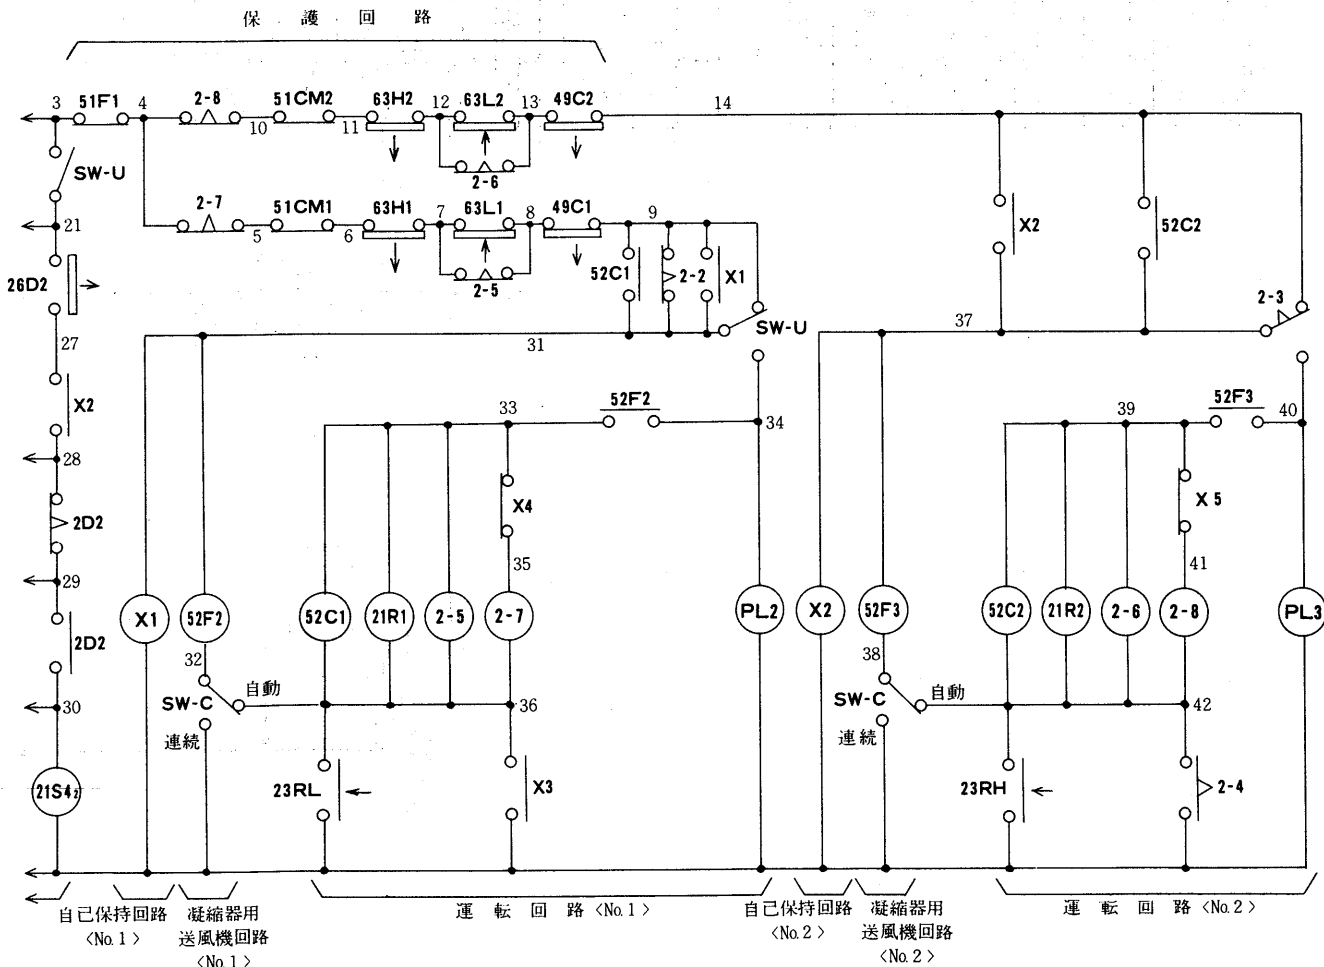 保護回路
3 51F1 4 2-8 10 51CM2 11 63H2 12 63L2 13 49C2 14
SW-U
2-6
21 2-7 5 51CM1 6 63H1 7 63L1 8 49C1 9
X2 52C2
26D2 2-5 52C1 2-2 X1 2-3
SW-U
27 31 37
X2 33 52F2 34 39 52F3 40
28
X4 X5
2D2
35 41
29
X1 52F2 52C1 21R1 2-5 2-7 PL2 X2 52F3 52C2 21R2 2-6 2-8 PL3
2D2
32 38
SW-C 自動 SW-C 自動
30 36 42
連続 連続
21S4₂ 23RL X3 23RH 2-4
自己保持回路
〈No.1〉
凝縮器用
送風機回路
〈No.1〉
運転回路〈No.1〉
自己保持回路
〈No.2〉
凝縮器用
送風機回路
〈No.2〉
運転回路〈No.2〉